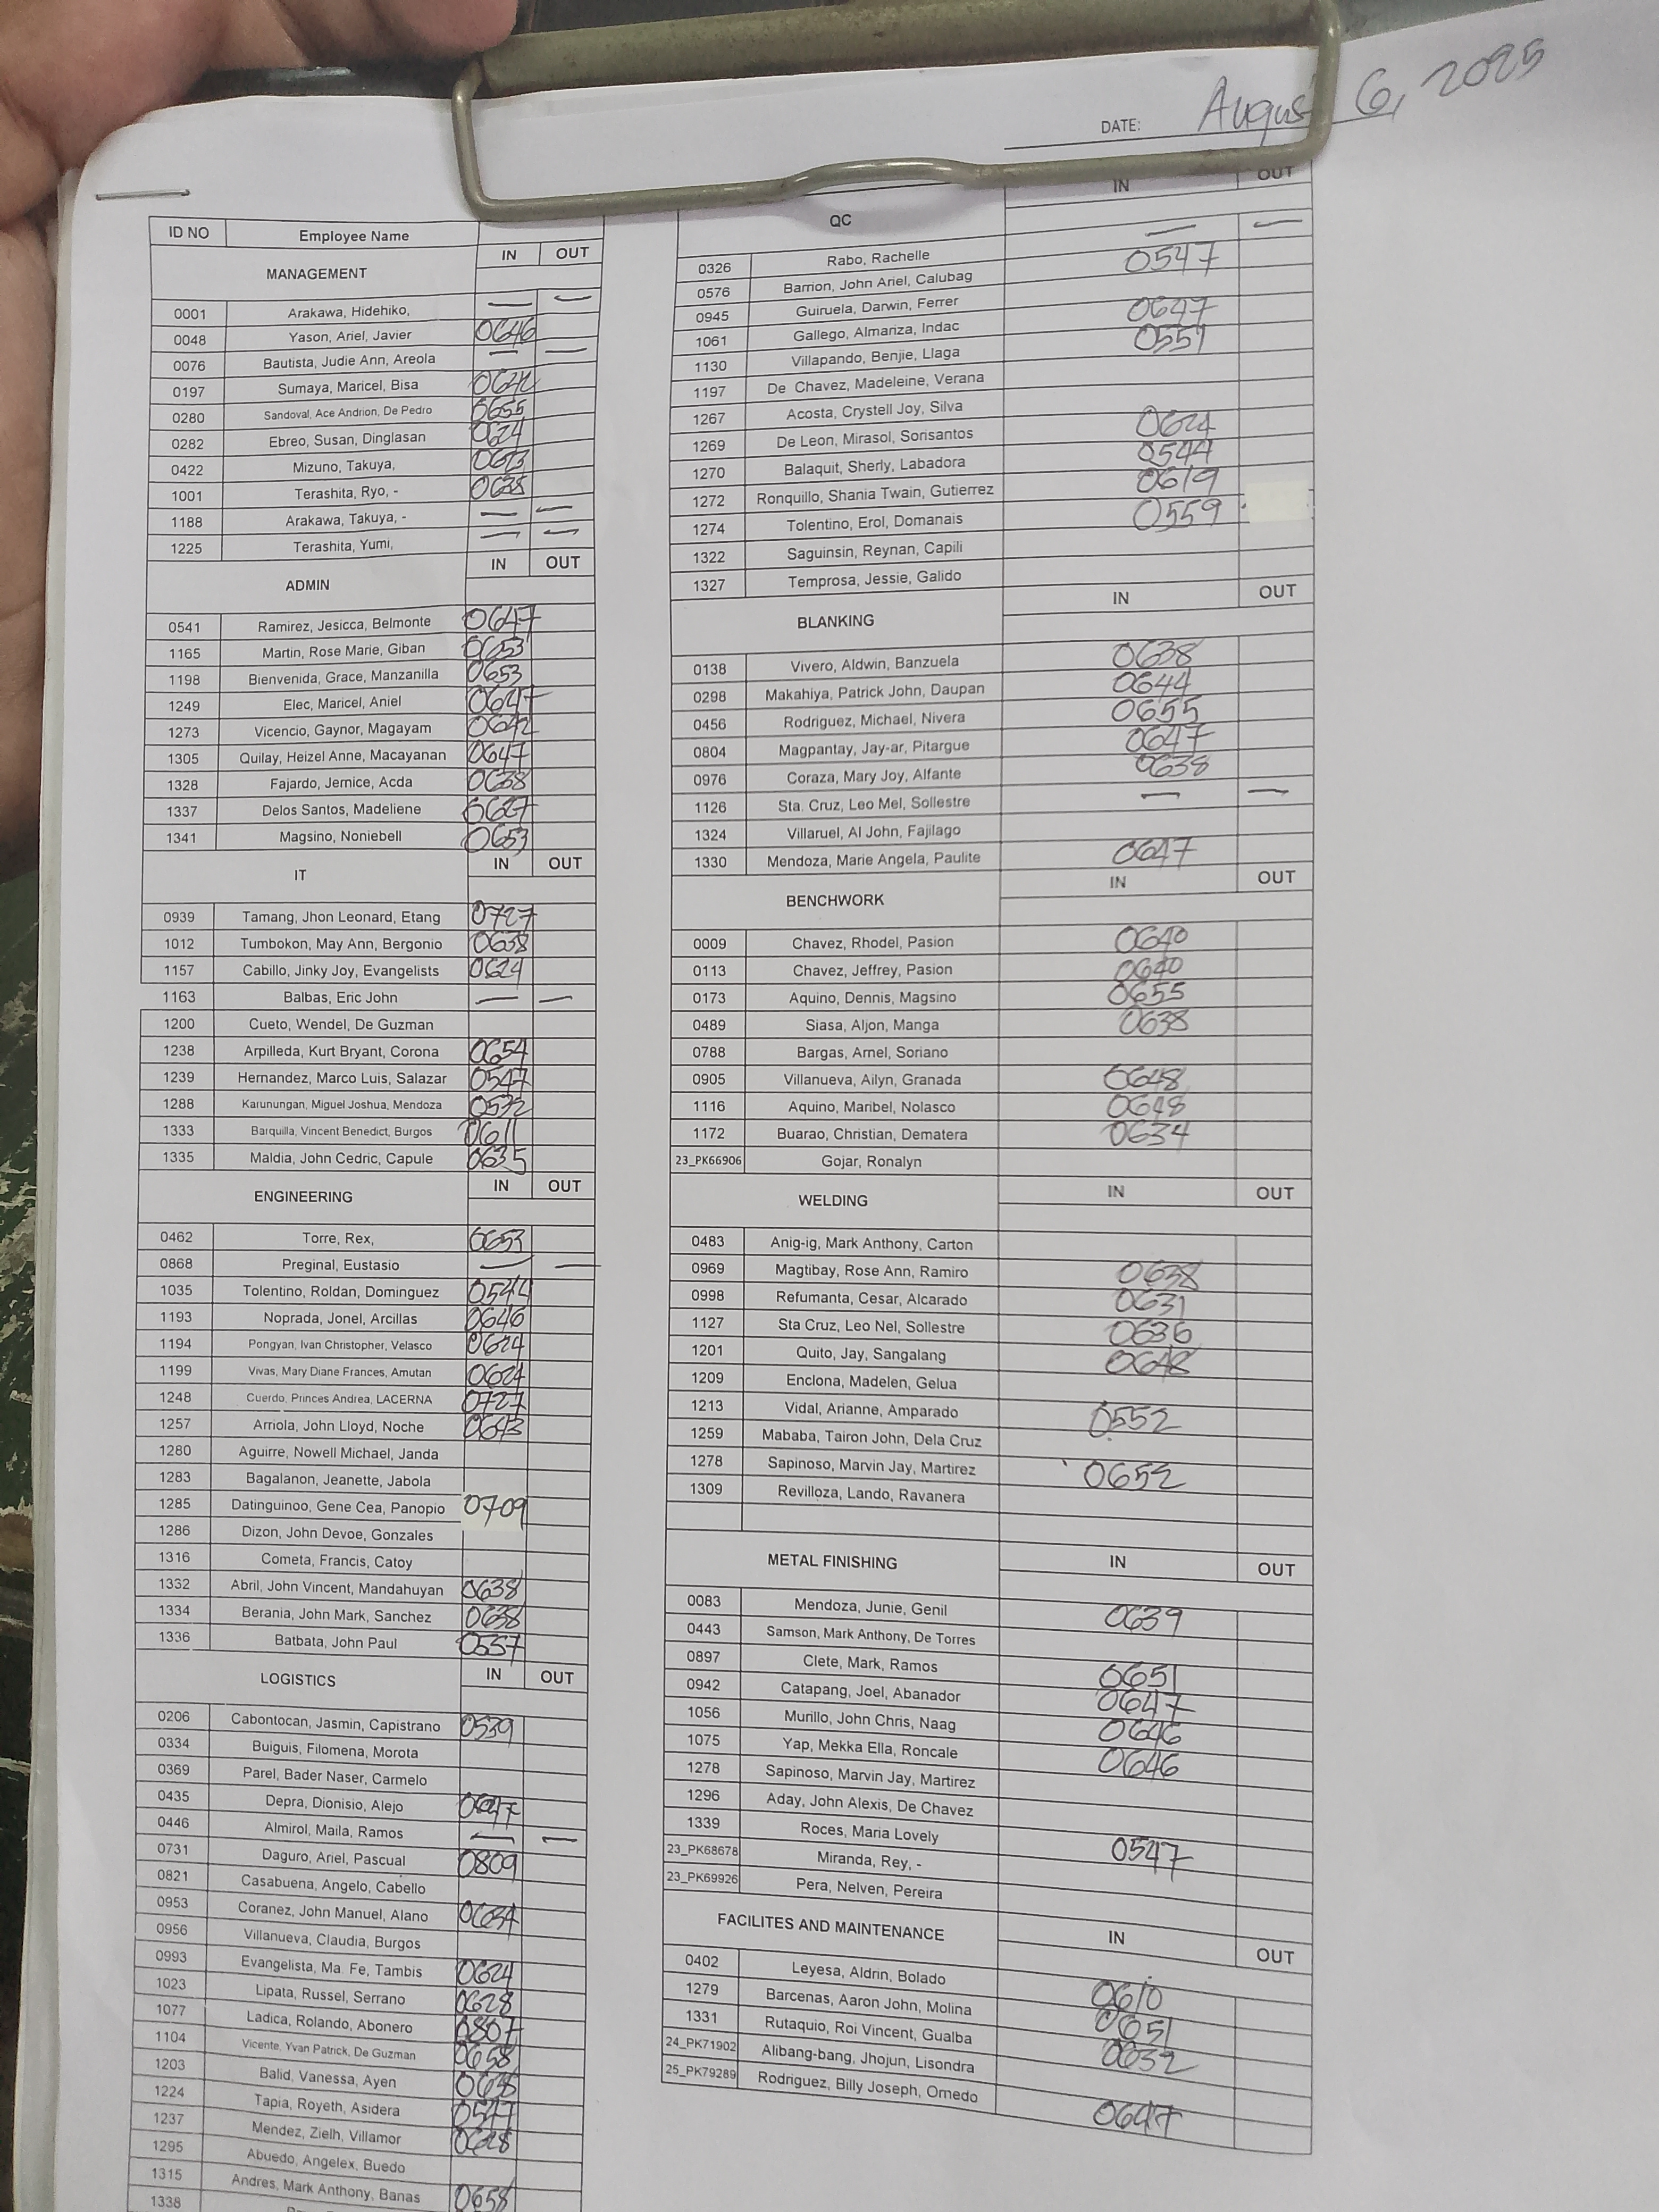 DATE: August 6, 2025
ID NO Employee Name
MANAGEMENT IN OUT
0001 Arakawa, Hidehiko, — —
0048 Yason, Ariel, Javier 0646
0076 Bautista, Judie Ann, Areola — —
0197 Sumaya, Maricel, Bisa 0642
0280 Sandoval, Ace Andrion, De Pedro 0655
0282 Ebreo, Susan, Dinglasan 0624
0422 Mizuno, Takuya, 0613
1001 Terashita, Ryo, - 0638
1188 Arakawa, Takuya, - — —
1225 Terashita, Yumi, — —
ADMIN IN OUT
0541 Ramirez, Jesicca, Belmonte 0647
1165 Martin, Rose Marie, Giban 0653
1198 Bienvenida, Grace, Manzanilla 0653
1249 Elec, Maricel, Aniel 0647
1273 Vicencio, Gaynor, Magayam 0642
1305 Quilay, Heizel Anne, Macayanan 0647
1328 Fajardo, Jernice, Acda 0638
1337 Delos Santos, Madeliene 0627
1341 Magsino, Noniebell 0653
IT IN OUT
0939 Tamang, Jhon Leonard, Etang 0727
1012 Tumbokon, May Ann, Bergonio 0638
1157 Cabillo, Jinky Joy, Evangelists 0624
1163 Balbas, Eric John — —
1200 Cueto, Wendel, De Guzman
1238 Arpilleda, Kurt Bryant, Corona 0654
1239 Hernandez, Marco Luis, Salazar 0547
1288 Karunungan, Miguel Joshua, Mendoza 0532
1333 Barquilla, Vincent Benedict, Burgos 0611
1335 Maldia, John Cedric, Capule 0635
ENGINEERING IN OUT
0462 Torre, Rex, 0653
0868 Preginal, Eustasio — —
1035 Tolentino, Roldan, Dominguez 0544
1193 Noprada, Jonel, Arcillas 0646
1194 Pongyan, Ivan Christopher, Velasco 0624
1199 Vivas, Mary Diane Frances, Amutan 0624
1248 Cuerdo, Princes Andrea, LACERNA 0727
1257 Arriola, John Lloyd, Noche 0643
1280 Aguirre, Nowell Michael, Janda
1283 Bagalanon, Jeanette, Jabola
1285 Datinguinoo, Gene Cea, Panopio 0709
1286 Dizon, John Devoe, Gonzales
1316 Cometa, Francis, Catoy
1332 Abril, John Vincent, Mandahuyan 0638
1334 Berania, John Mark, Sanchez 0638
1336 Batbata, John Paul 0557
LOGISTICS IN OUT
0206 Cabontocan, Jasmin, Capistrano 0539
0334 Buiguis, Filomena, Morota
0369 Parel, Bader Naser, Carmelo
0435 Depra, Dionisio, Alejo 0647
0446 Almirol, Maila, Ramos — —
0731 Daguro, Ariel, Pascual 0809
0821 Casabuena, Angelo, Cabello
0953 Coranez, John Manuel, Alano 0634
0956 Villanueva, Claudia, Burgos
0993 Evangelista, Ma. Fe, Tambis 0624
1023 Lipata, Russel, Serrano 0628
1077 Ladica, Rolando, Abonero 0807
1104 Vicente, Yvan Patrick, De Guzman 0658
1203 Balid, Vanessa, Ayen 0638
1224 Tapia, Royeth, Asidera 0547
1237 Mendez, Zielh, Villamor 0628
1295 Abuedo, Angelex, Buedo
1315 Andres, Mark Anthony, Banas 0658
1338
QC IN OUT
0326 Rabo, Rachelle — —
0576 Barrion, John Ariel, Calubag 0547
0945 Guiruela, Darwin, Ferrer
1061 Gallego, Almariza, Indac 0647
1130 Villapando, Benjie, Llaga 0559
1197 De Chavez, Madeleine, Verana
1267 Acosta, Crystell Joy, Silva
1269 De Leon, Mirasol, Sorisantos 0624
1270 Balaquit, Sherly, Labadora 0544
1272 Ronquillo, Shania Twain, Gutierrez 0619
1274 Tolentino, Erol, Domanais 0559
1322 Saguinsin, Reynan, Capili
1327 Temprosa, Jessie, Galido
BLANKING IN OUT
0138 Vivero, Aldwin, Banzuela 0638
0298 Makahiya, Patrick John, Daupan 0644
0456 Rodriguez, Michael, Nivera 0655
0804 Magpantay, Jay-ar, Pitargue 0647
0976 Coraza, Mary Joy, Alfante 0638
1126 Sta. Cruz, Leo Mel, Sollestre — —
1324 Villaruel, Al John, Fajilago
1330 Mendoza, Marie Angela, Paulite 0647
BENCHWORK IN OUT
0009 Chavez, Rhodel, Pasion 0640
0113 Chavez, Jeffrey, Pasion 0640
0173 Aquino, Dennis, Magsino 0655
0489 Siasa, Aljon, Manga 0638
0788 Bargas, Arnel, Soriano
0905 Villanueva, Ailyn, Granada 0648
1116 Aquino, Maribel, Nolasco 0648
1172 Buarao, Christian, Dematera 0634
23_PK66906 Gojar, Ronalyn
WELDING IN OUT
0483 Anig-ig, Mark Anthony, Carton
0969 Magtibay, Rose Ann, Ramiro 0638
0998 Refumanta, Cesar, Alcarado 0631
1127 Sta Cruz, Leo Nel, Sollestre 0636
1201 Quito, Jay, Sangalang 0648
1209 Enclona, Madelen, Gelua
1213 Vidal, Arianne, Amparado 0552
1259 Mababa, Tairon John, Dela Cruz
1278 Sapinoso, Marvin Jay, Martirez 0652
1309 Revilloza, Lando, Ravanera
METAL FINISHING IN OUT
0083 Mendoza, Junie, Genil 0639
0443 Samson, Mark Anthony, De Torres
0897 Clete, Mark, Ramos 0651
0942 Catapang, Joel, Abanador 0647
1056 Murillo, John Chris, Naag 0646
1075 Yap, Mekka Ella, Roncale 0646
1278 Sapinoso, Marvin Jay, Martirez
1296 Aday, John Alexis, De Chavez
1339 Roces, Maria Lovely 0547
23_PK68678 Miranda, Rey, -
23_PK69926 Pera, Nelven, Pereira
FACILITES AND MAINTENANCE IN OUT
0402 Leyesa, Aldrin, Bolado 0610
1279 Barcenas, Aaron John, Molina 0651
1331 Rutaquio, Roi Vincent, Gualba 0632
24_PK71902 Alibang-bang, Jhojun, Lisondra
25_PK79289 Rodriguez, Billy Joseph, Ornedo 0647